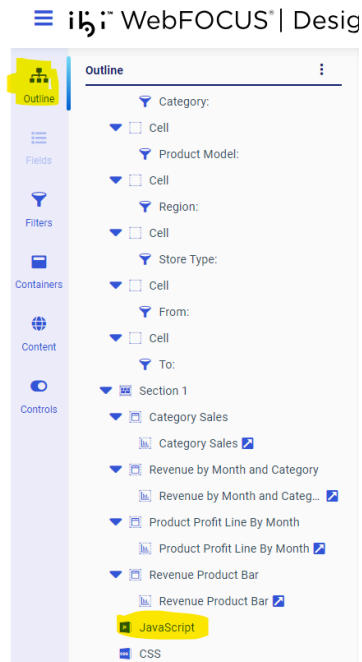 ibi™ WebFOCUS® | Desig
Outline
Outline
Category:
Cell
Product Model:
Fields
Cell
Region:
Filters
Cell
Store Type:
Containers
Cell
From:
Content
Cell
To:
Controls
Section 1
Category Sales
Category Sales
Revenue by Month and Category
Revenue by Month and Categ...
Product Profit Line By Month
Product Profit Line By Month
Revenue Product Bar
Revenue Product Bar
JavaScript
CSS